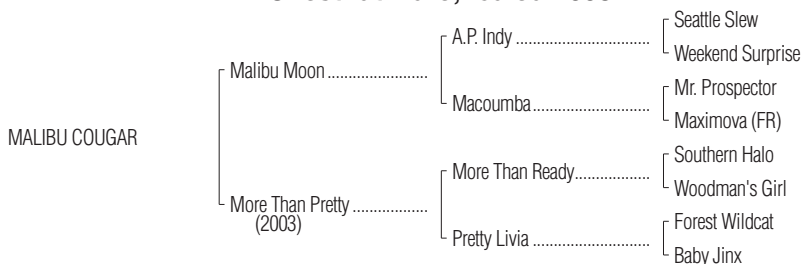 Seattle Slew
A.P. Indy ............................
Weekend Surprise
Malibu Moon ..........................
Mr. Prospector
Macoumba..............................
Maximova (FR)
MALIBU COUGAR
Southern Halo
More Than Ready...................
Woodman's Girl
More Than Pretty ...................
(2003)
Forest Wildcat
Pretty Livia .............................
Baby Jinx